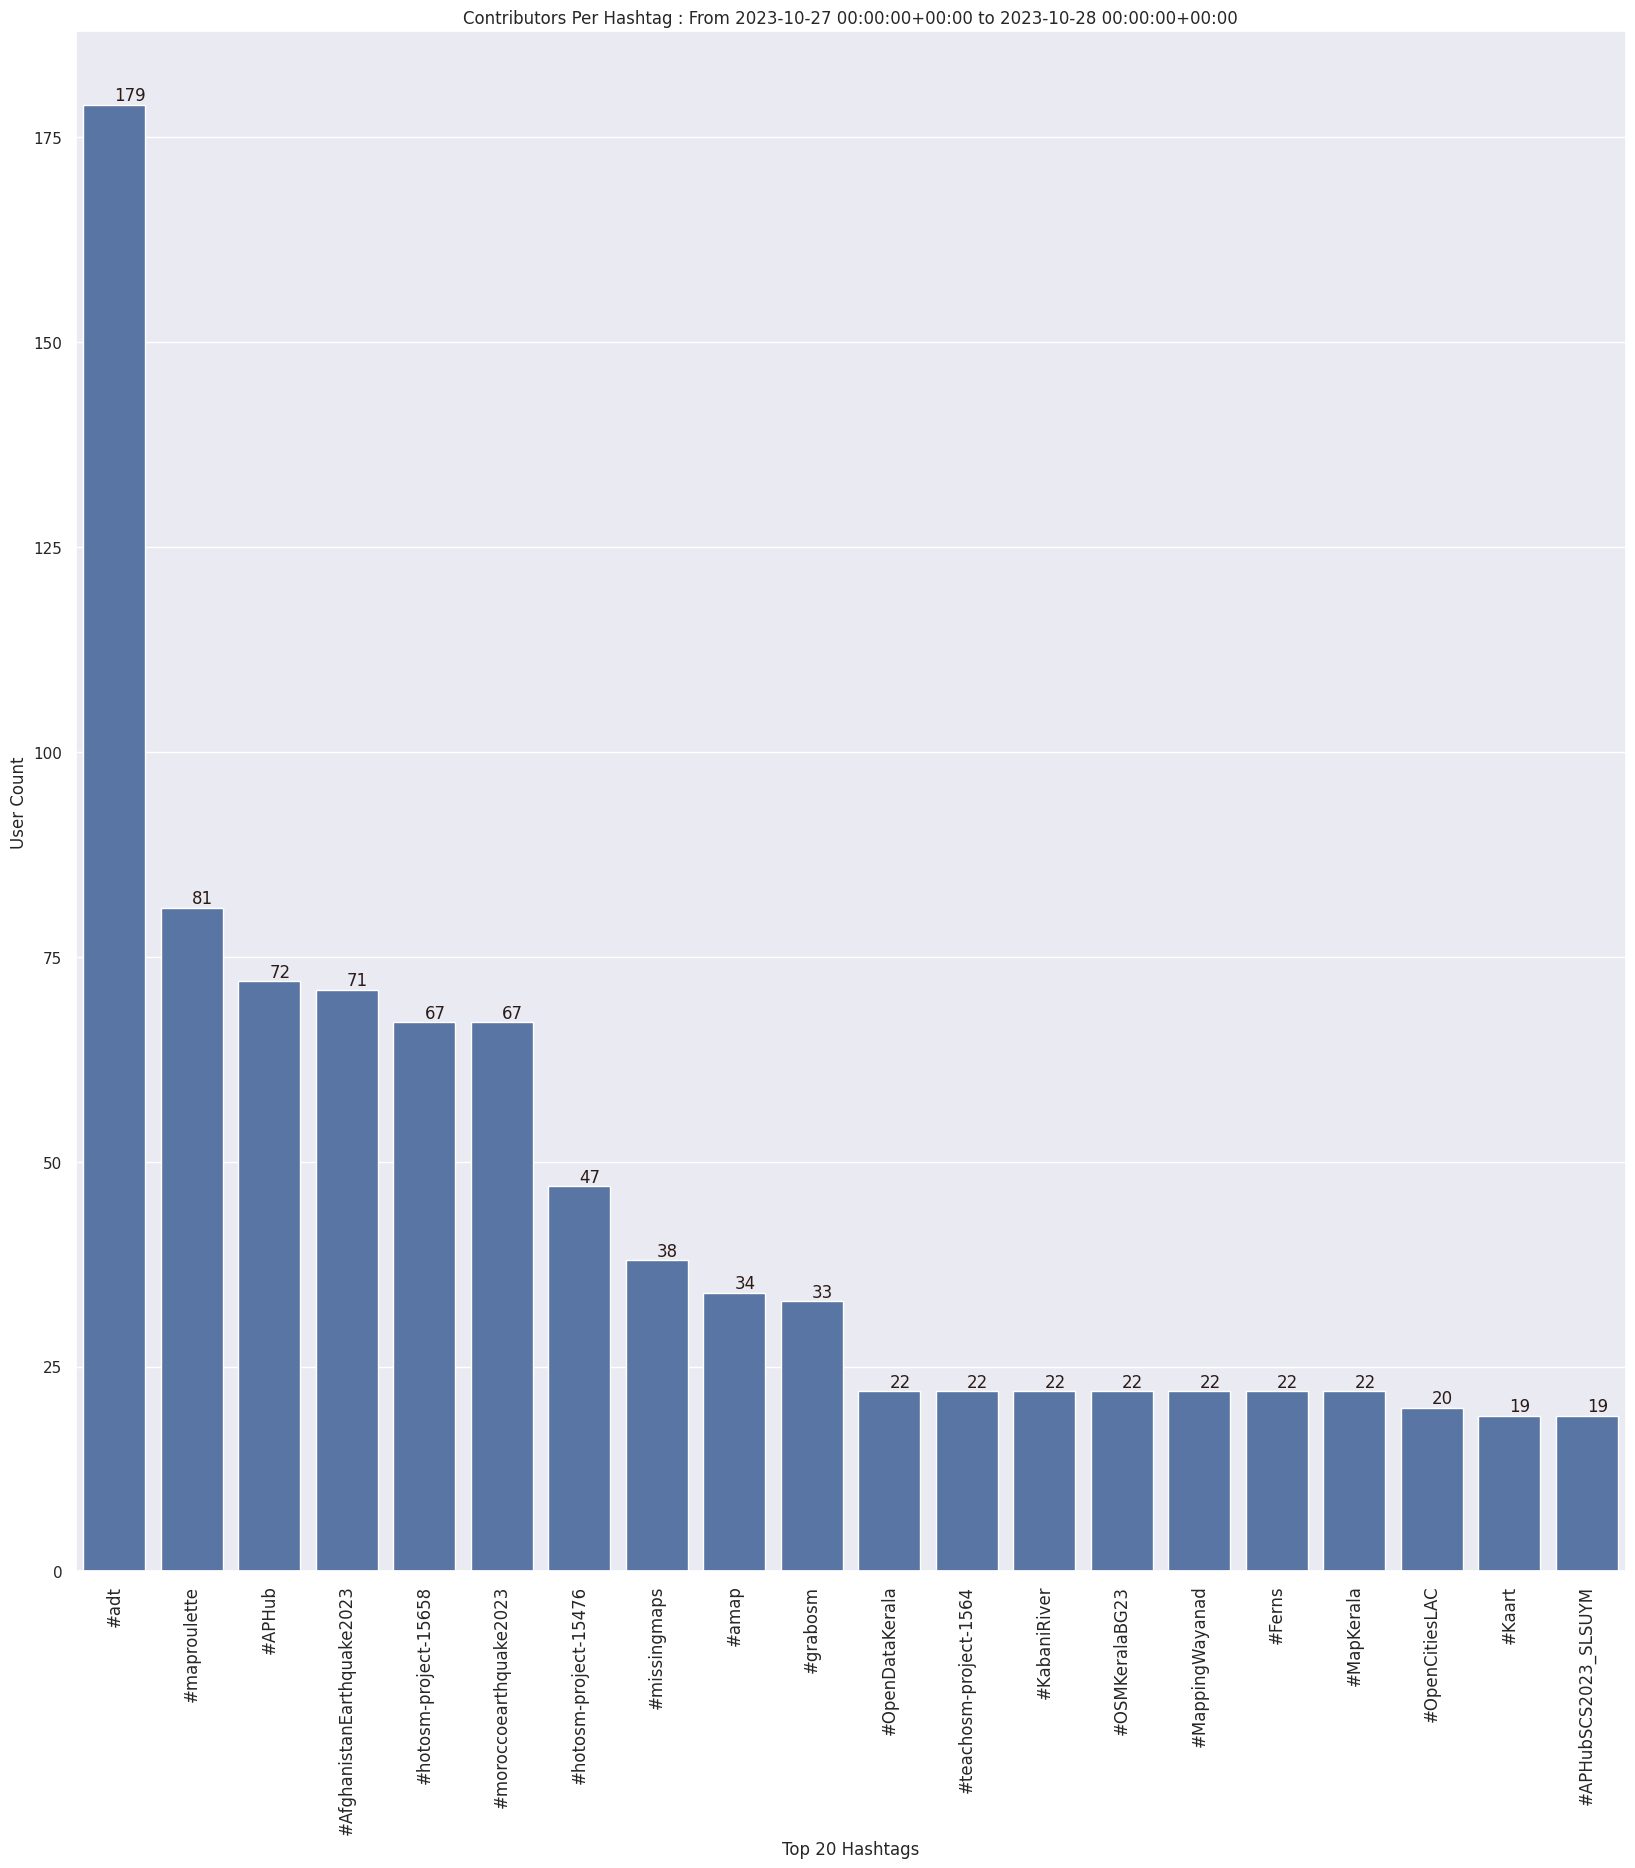 Contributors Per Hashtag : From 2023-10-27 00:00:00+00:00 to 2023-10-28 00:00:00+00:00
User Count
175
150
125
100
75
50
25
0
179
81
72
71
67
67
47
38
34
33
22
22
22
22
22
22
22
20
19
19
#adt
#maproulette
#APHub
#AfghanistanEarthquake2023
#hotosm-project-15658
#moroccoearthquake2023
#hotosm-project-15476
#missingmaps
#amap
#grabosm
#OpenDataKerala
#teachosm-project-1564
#KabaniRiver
#OSMKeralaBG23
#MappingWayanad
#Ferns
#MapKerala
#OpenCitiesLAC
#Kaart
#APHubSCS2023_SLSUYM
Top 20 Hashtags